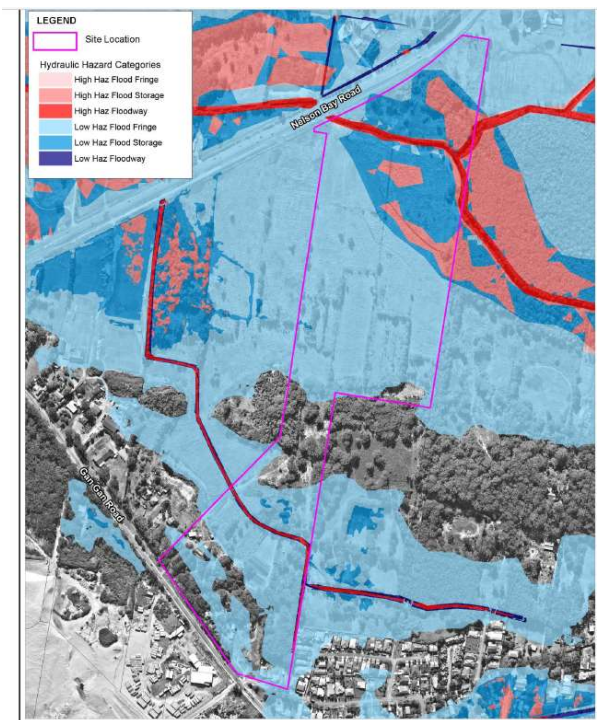 LEGEND
Site Location
Hydraulic Hazard Categories
High Haz Flood Fringe
High Haz Flood Storage
High Haz Floodway
Low Haz Flood Fringe
Low Haz Flood Storage
Low Haz Floodway
Nelson Bay Road
Gan Gan Road